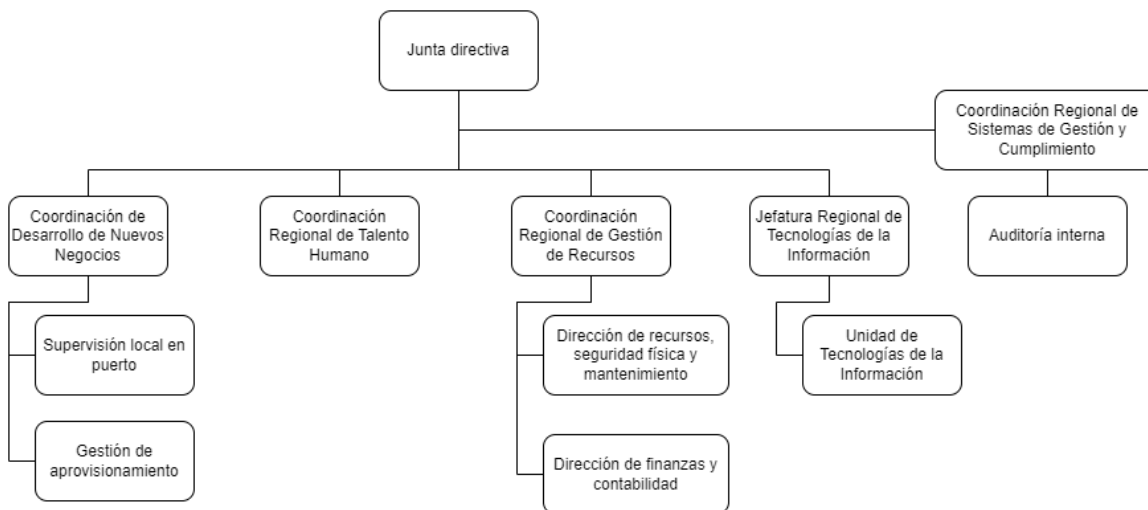 Junta directiva
Coordinación Regional de
Sistemas de Gestión y
Cumplimiento
Coordinación de
Desarrollo de Nuevos
Negocios
Coordinación
Regional de Talento
Humano
Coordinación
Regional de Gestión
de Recursos
Jefatura Regional de
Tecnologías de la
Información
Auditoría interna
Supervisión local en
puerto
Dirección de recursos,
seguridad física y
mantenimiento
Unidad de
Tecnologías de la
Información
Gestión de
aprovisionamiento
Dirección de finanzas y
contabilidad